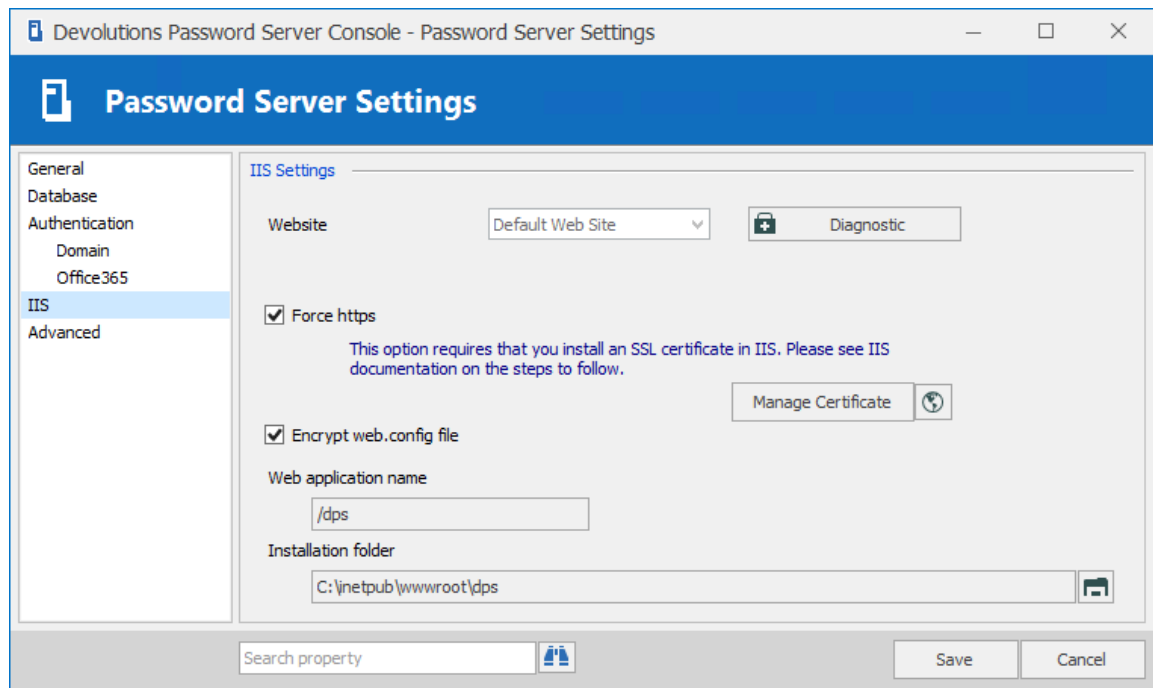 Devolutions Password Server Console - Password Server Settings
Password Server Settings
General
Database
Authentication
Domain
Office365
IIS
Advanced
IIS Settings
Website
Default Web Site
Diagnostic
Force https
This option requires that you install an SSL certificate in IIS. Please see IIS
documentation on the steps to follow.
Manage Certificate
Encrypt web.config file
Web application name
/dps
Installation folder
C:\inetpub\wwwroot\dps
Search property
Save
Cancel